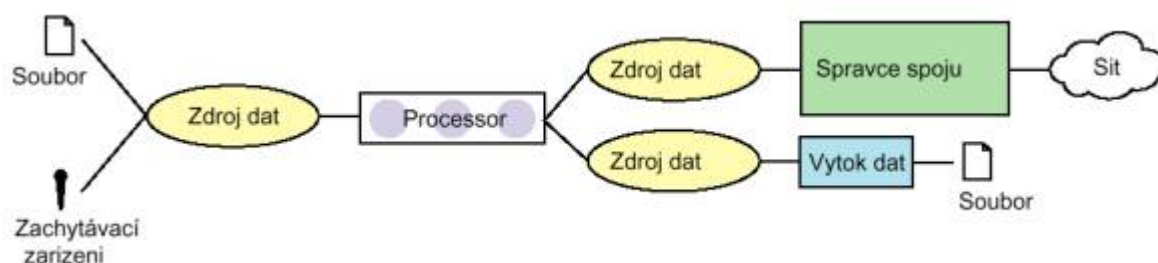 Soubor
Zachytávací
zarizeni
Zdroj dat
Processor
Zdroj dat
Spravce spoju
Sit
Zdroj dat
Vytok dat
Soubor